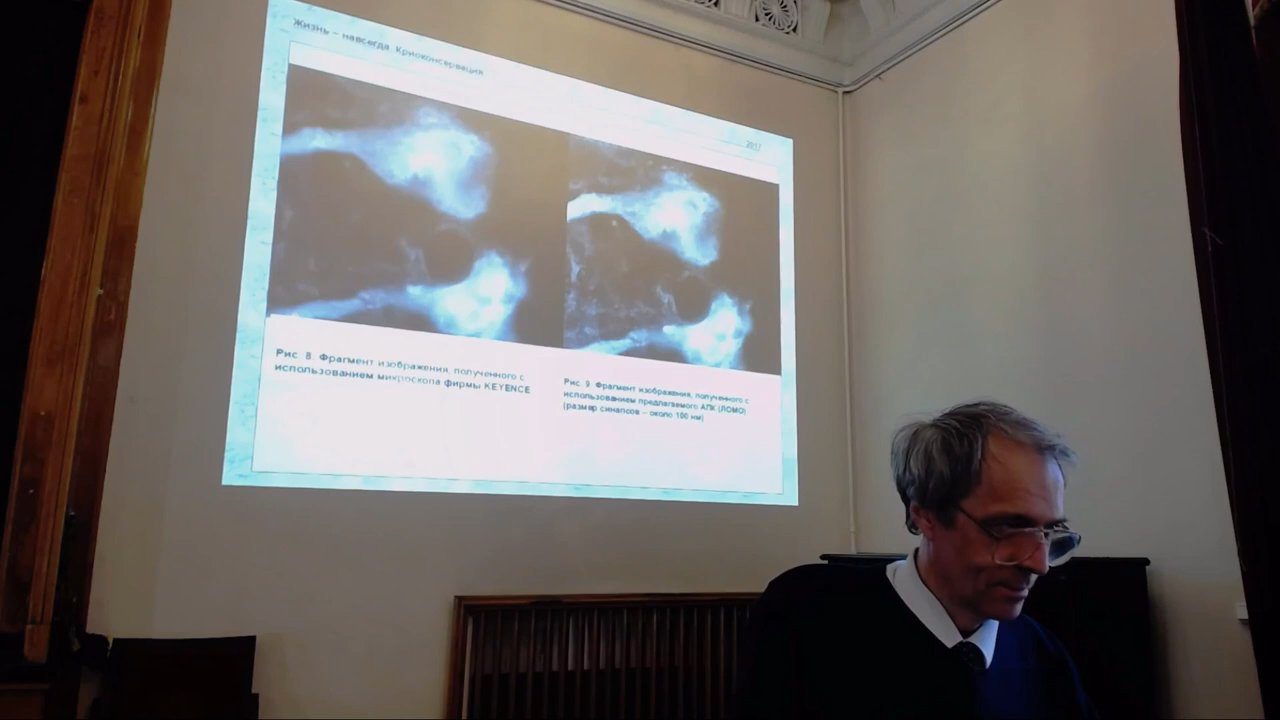 Жизнь – навсегда. Криоконсервация
2017
Рис. 8. Фрагмент изображения, полученного с
использованием микроскопа фирмы KEYENCE
Рис. 9. Фрагмент изображения, полученного с
использованием предлагаемого АПК (ЛОМО)
(размер синапсов – около 100 нм)